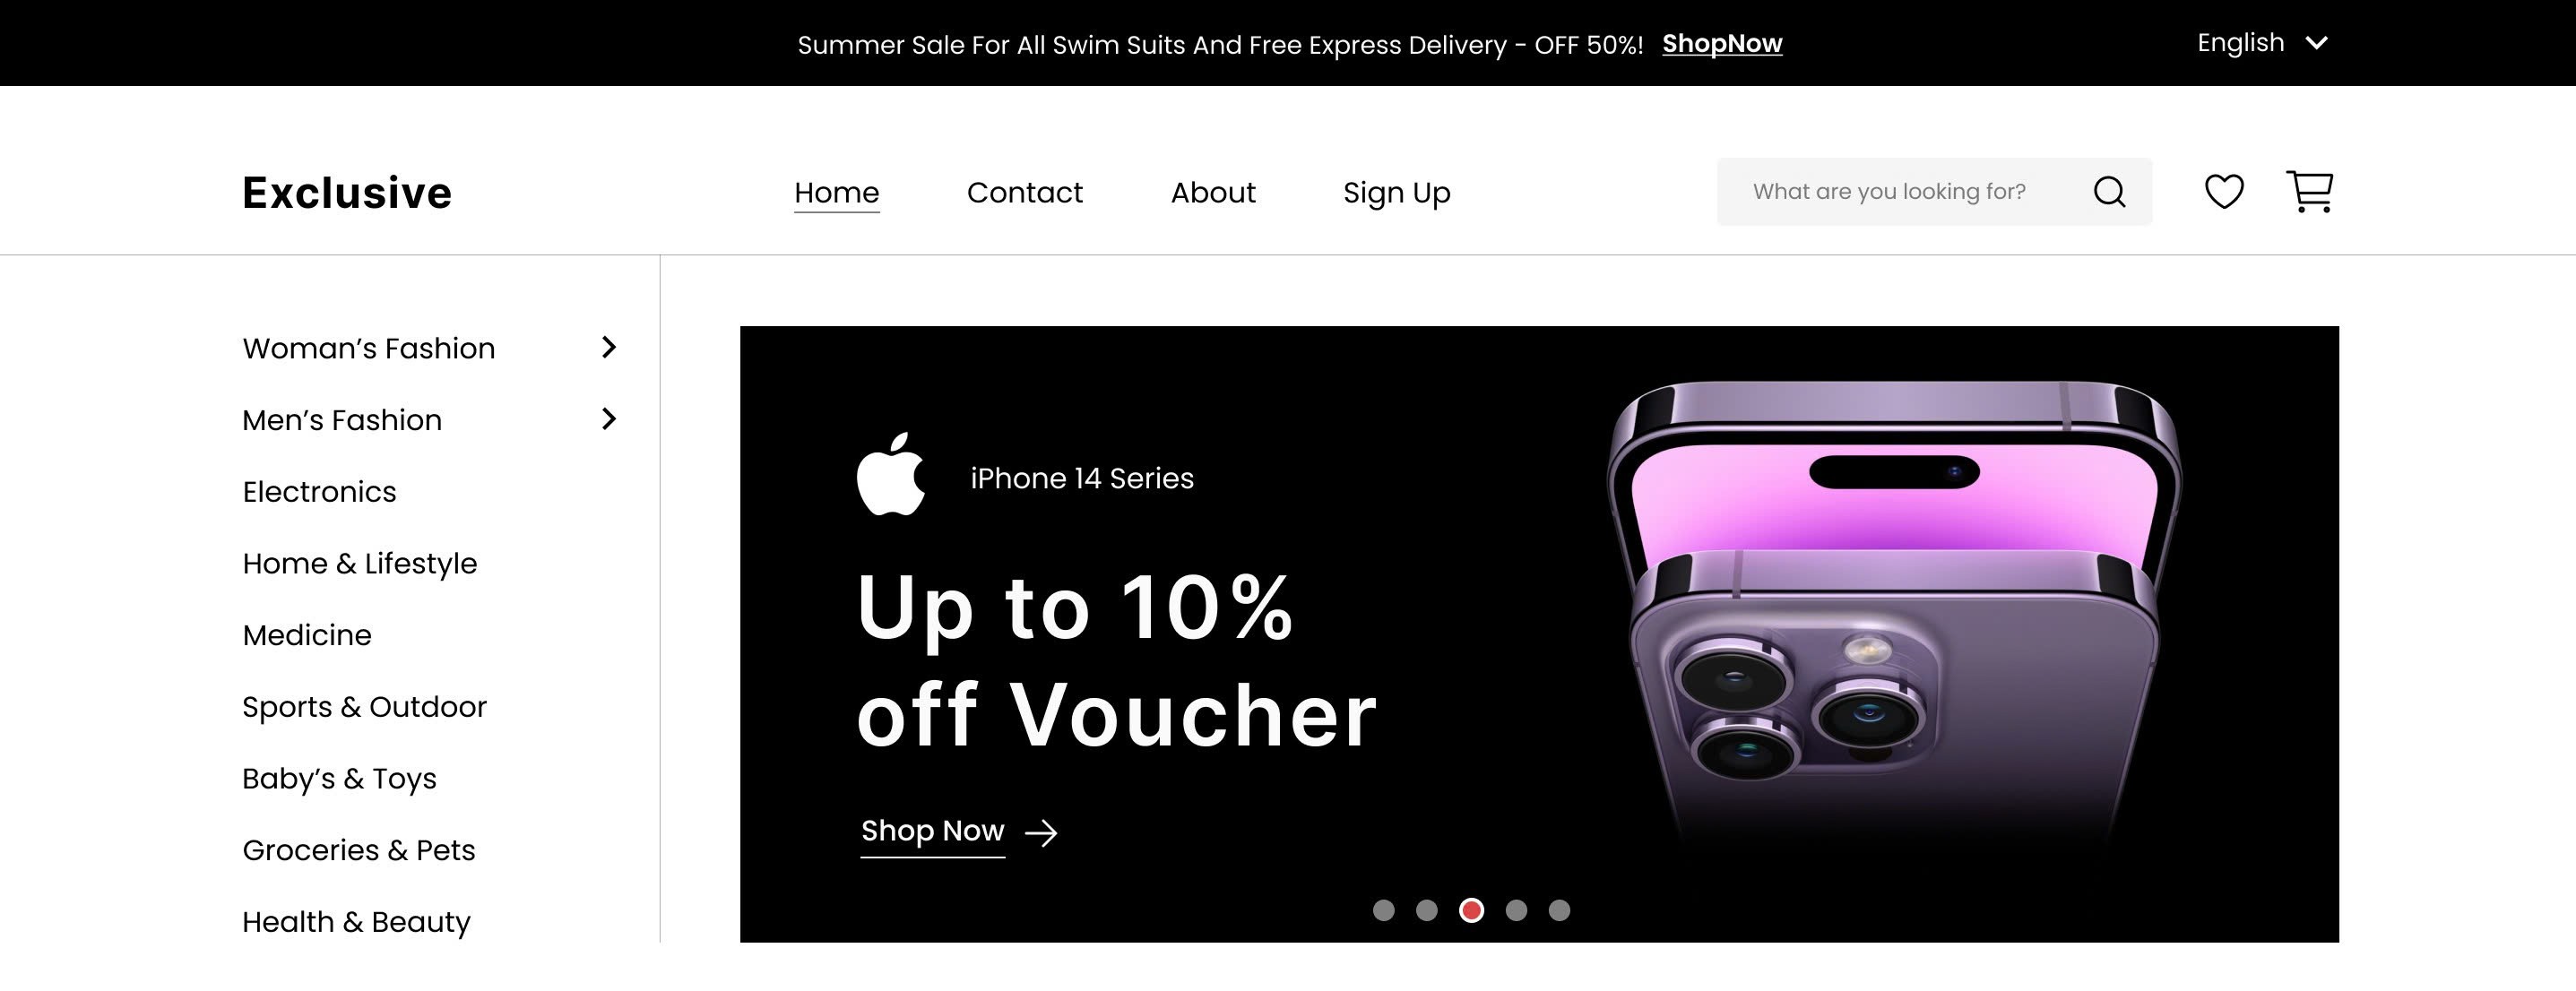 Summer Sale For All Swim Suits And Free Express Delivery - OFF 50%! ShopNow
English
Exclusive
Home
Contact
About
Sign Up
What are you looking for?
Woman’s Fashion
Men’s Fashion
Electronics
Home & Lifestyle
Medicine
Sports & Outdoor
Baby’s & Toys
Groceries & Pets
Health & Beauty
iPhone 14 Series
Up to 10%
off Voucher
Shop Now